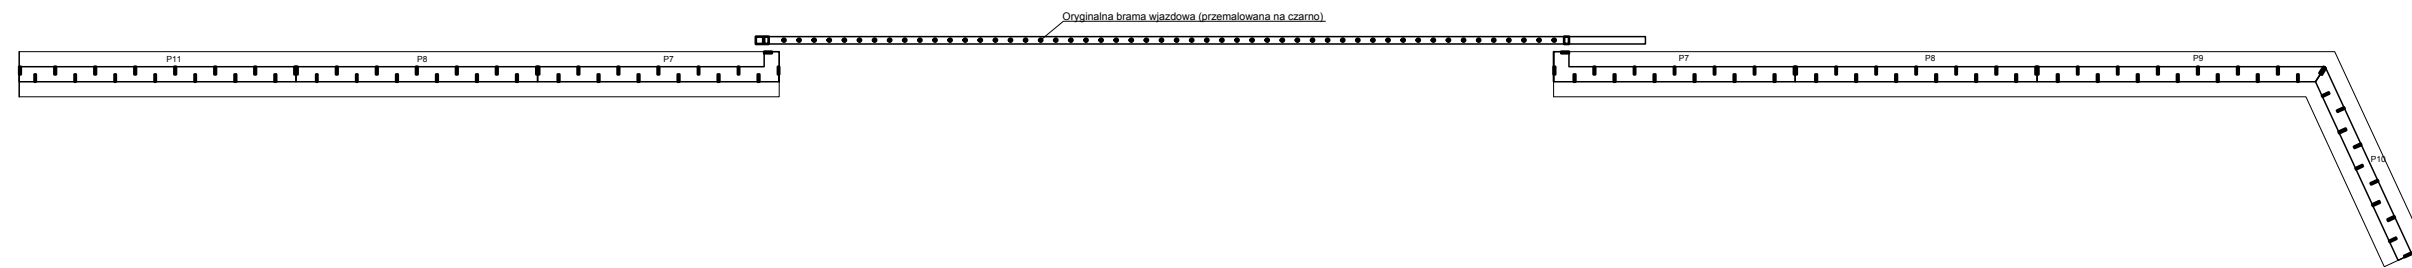 Oryginalna brama wjazdowa (przemalowana na czarno)
P11
P8
P7
P7
P8
P9
P10